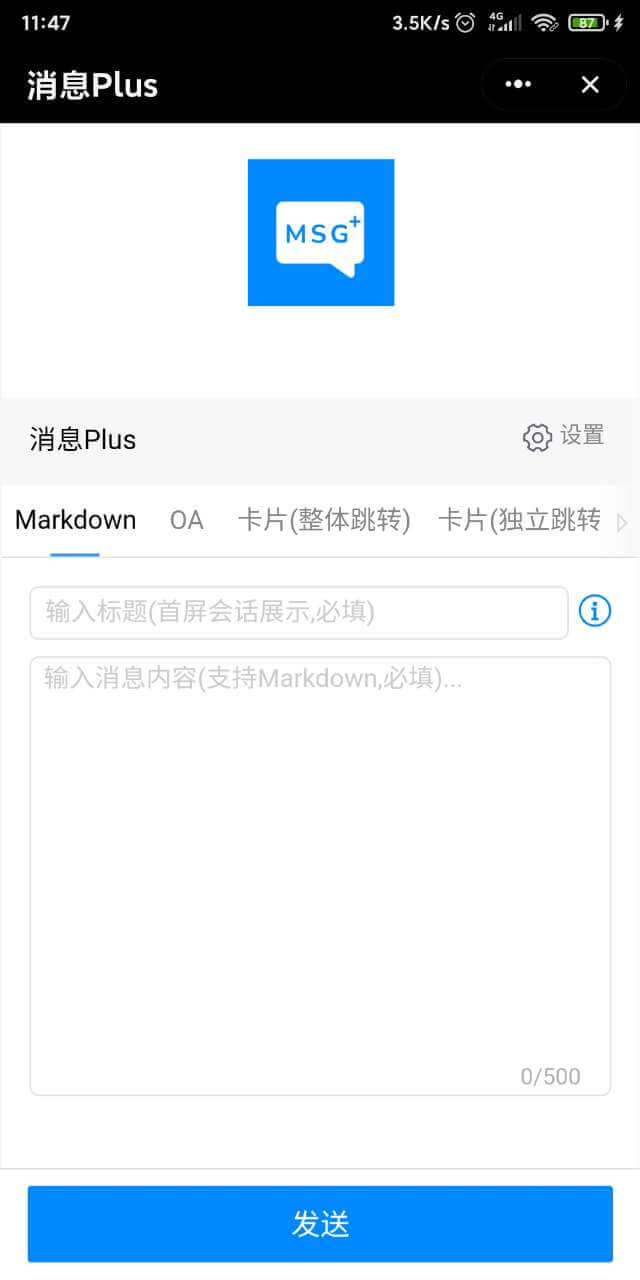 11:47 3.5K/s 4G 87
消息Plus
MSG+
消息Plus 设置
Markdown OA 卡片(整体跳转) 卡片(独立跳转
输入标题(首屏会话展示,必填)
输入消息内容(支持Markdown,必填)...
0/500
发送